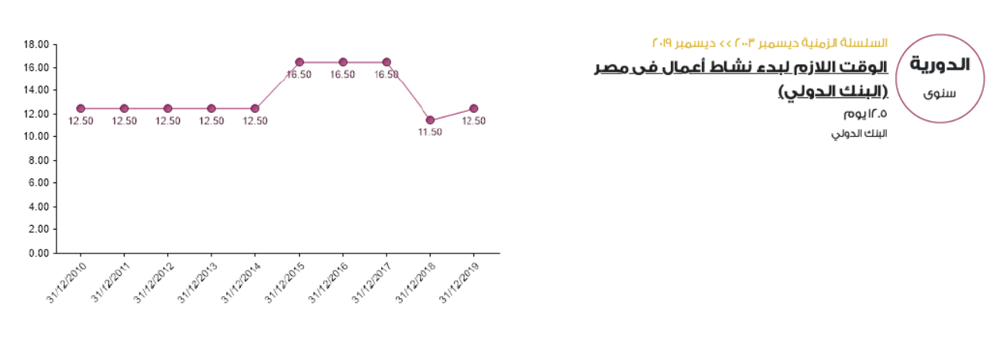 الدورية
سنوى
السلسلة الزمنية ديسمبر ٢٠٠٣ >> ديسمبر ٢٠١٩
الوقت اللازم لبدء نشاط أعمال فى مصر
(البنك الدولي)
١٢.٥ يوم
البنك الدولي
18.00
16.00
14.00
12.00
10.00
8.00
6.00
4.00
2.00
0.00
12.50 12.50 12.50 12.50 12.50 16.50 16.50 16.50 11.50 12.50
31/12/2010 31/12/2011 31/12/2012 31/12/2013 31/12/2014 31/12/2015 31/12/2016 31/12/2017 31/12/2018 31/12/2019